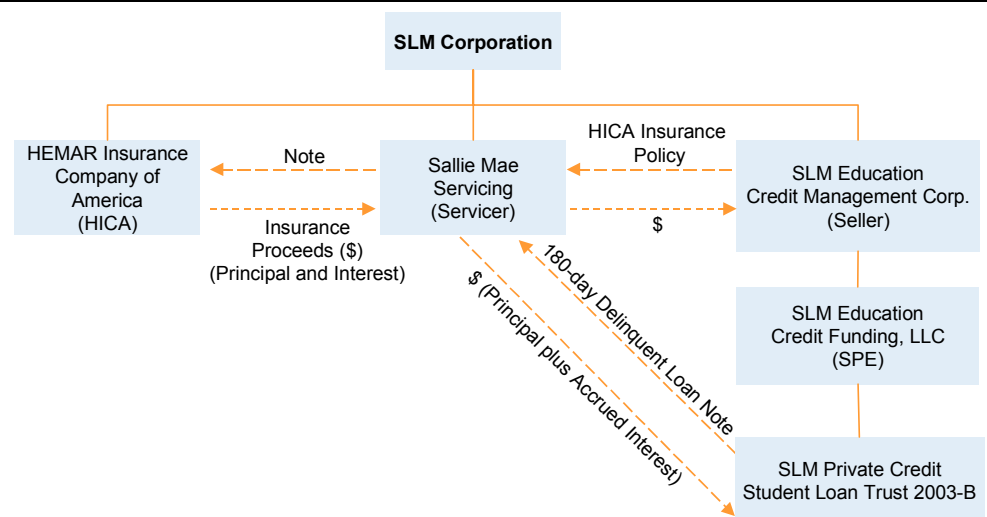 SLM Corporation
HEMAR Insurance
Company of
America
(HICA)
Note
Insurance
Proceeds ($)
(Principal and Interest)
Sallie Mae
Servicing
(Servicer)
HICA Insurance
Policy
$
SLM Education
Credit Management Corp.
(Seller)
180-day Delinquent Loan Note
$ (Principal plus Accrued Interest)
SLM Education
Credit Funding, LLC
(SPE)
SLM Private Credit
Student Loan Trust 2003-B